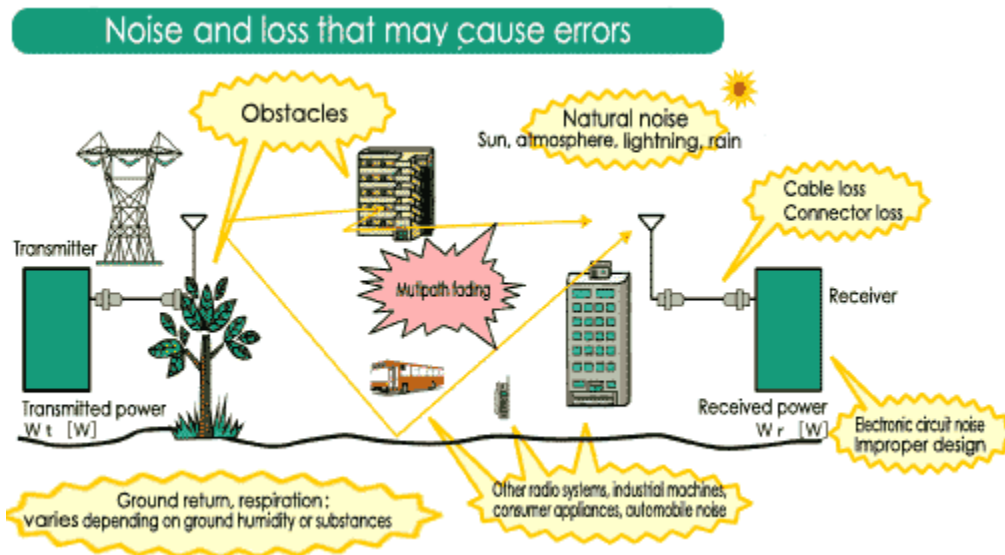 Noise and loss that may cause errors
Obstacles
Natural noise
Sun, atmosphere, lightning, rain
Cable loss
Connector loss
Transmitter
Mutipath fading
Receiver
Transmitted power
Wt [W]
Received power
Wr [W]
Electronic circuit noise
Improper design
Ground return, respiration:
varies depending on ground humidity or substances
Other radio systems, industrial machines,
consumer appliances, automobile noise